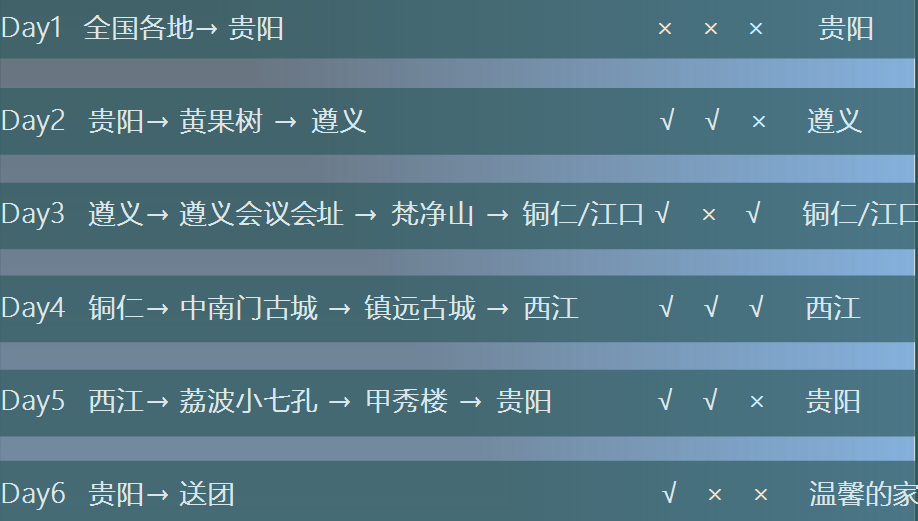 Day1 全国各地→ 贵阳 × × × 贵阳
Day2 贵阳→ 黄果树 → 遵义 √ √ × 遵义
Day3 遵义→ 遵义会议会址 → 梵净山 → 铜仁/江口 √ × √ 铜仁/江口
Day4 铜仁→ 中南门古城 → 镇远古城 → 西江 √ √ √ 西江
Day5 西江→ 荔波小七孔 → 甲秀楼 → 贵阳 √ √ × 贵阳
Day6 贵阳→ 送团 √ × × 温馨的家